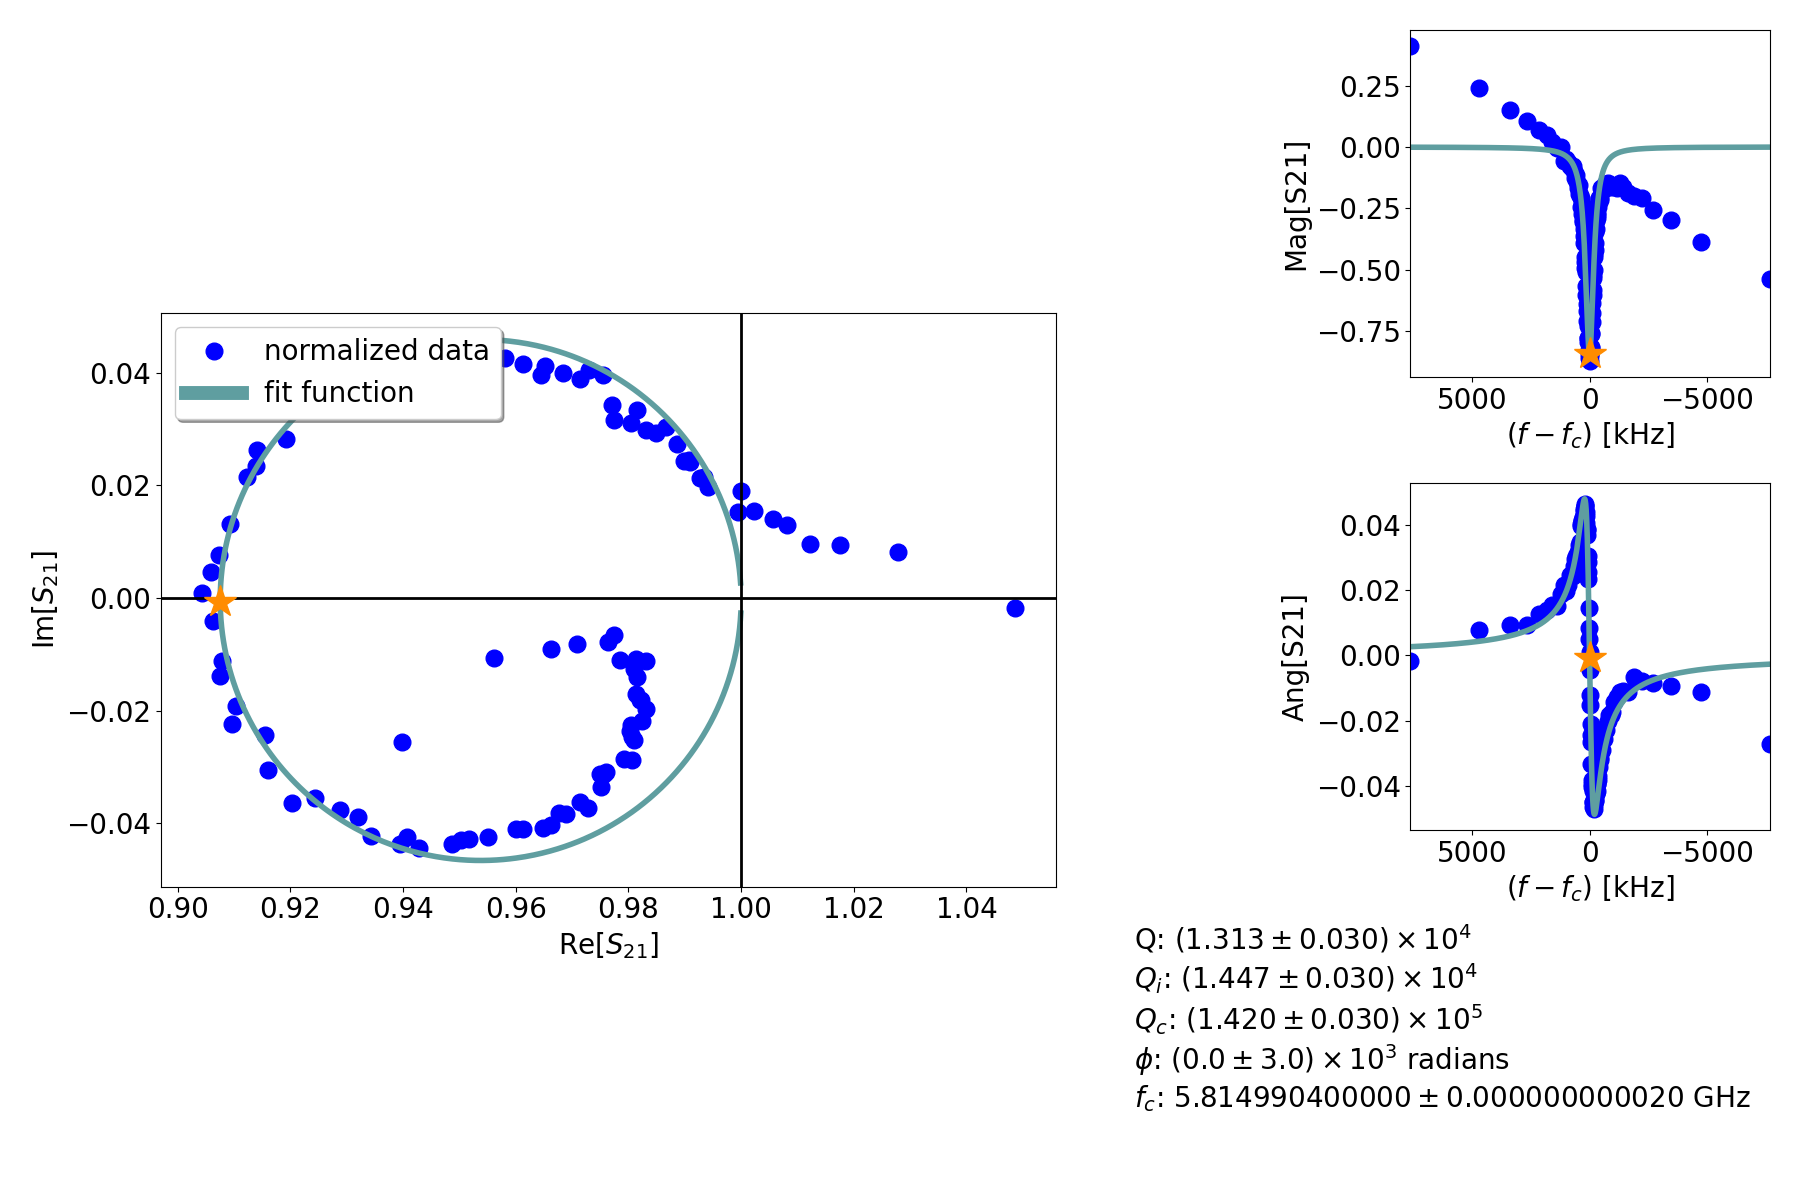 normalized data
fit function
0.04
0.02
0.00
−0.02
−0.04
Im[S21]
0.90 0.92 0.94 0.96 0.98 1.00 1.02 1.04
Re[S21]
0.25
0.00
−0.25
−0.50
−0.75
Mag[S21]
5000 0 −5000
(f − fc) [kHz]
0.04
0.02
0.00
−0.02
−0.04
Ang[S21]
5000 0 −5000
(f − fc) [kHz]
Q: (1.313 ± 0.030) × 10^4
Qi: (1.447 ± 0.030) × 10^4
Qc: (1.420 ± 0.030) × 10^5
ϕ: (0.0 ± 3.0) × 10^3 radians
fc: 5.814990400000 ± 0.000000000020 GHz